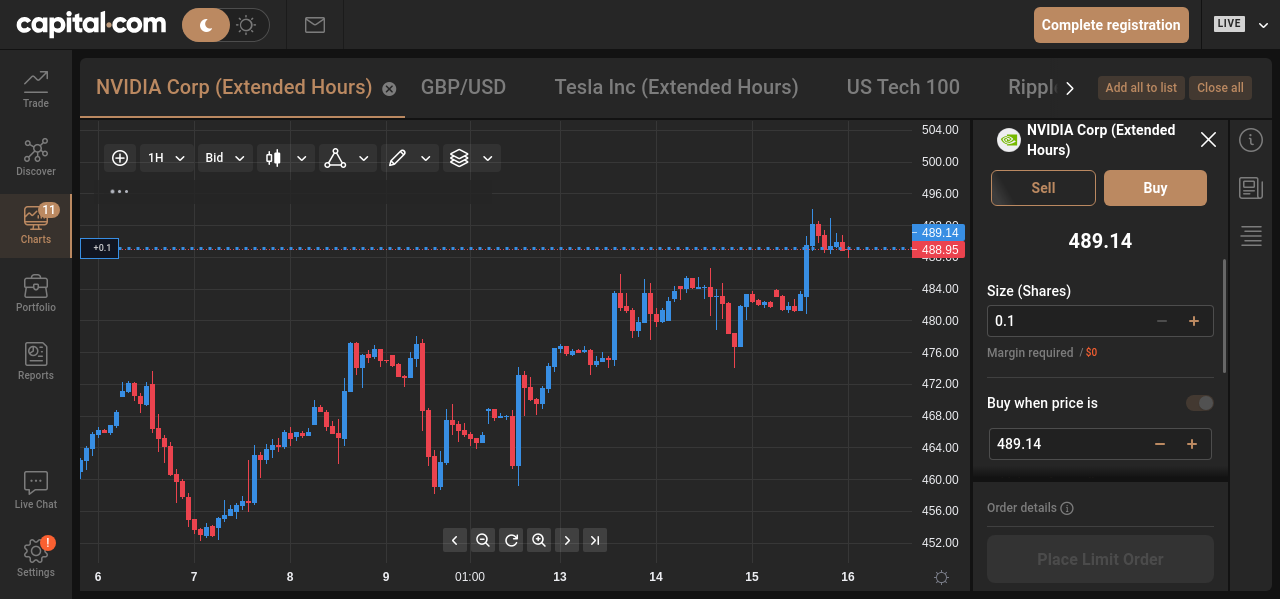 capital.com
Complete registration
LIVE
Trade
Discover
11
Charts
Portfolio
Reports
Live Chat
!
Settings
NVIDIA Corp (Extended Hours)
GBP/USD
Tesla Inc (Extended Hours)
US Tech 100
Rippl
Add all to list
Close all
1H
Bid
+0.1
504.00
500.00
496.00
489.14
488.95
484.00
480.00
476.00
472.00
468.00
464.00
460.00
456.00
452.00
6
7
8
9
01:00
13
14
15
16
NVIDIA Corp (Extended
Hours)
Sell
Buy
489.14
Size (Shares)
0.1
Margin required / $0
Buy when price is
489.14
Order details
Place Limit Order